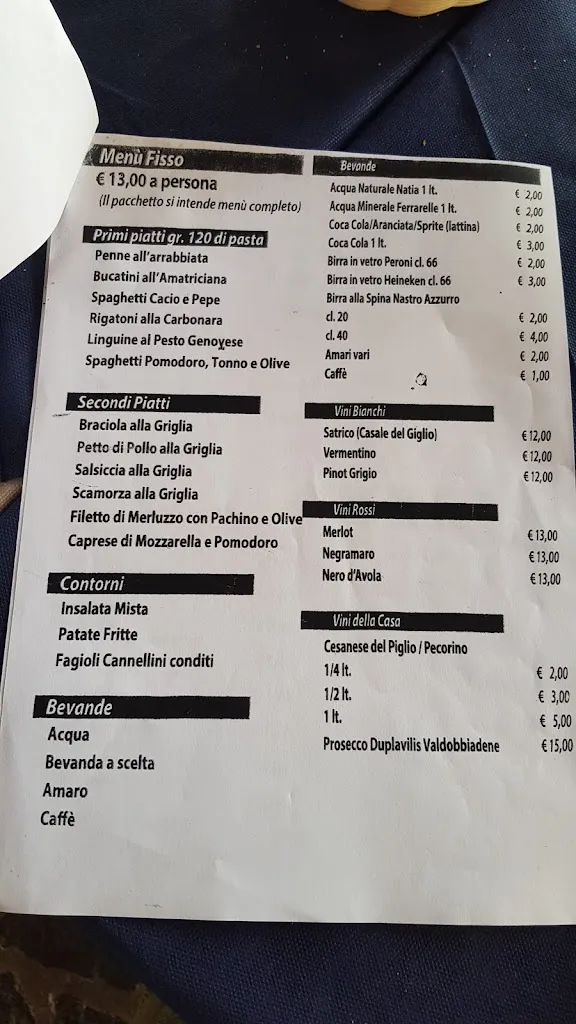 Menù Fisso
€ 13,00 a persona
(Il pacchetto si intende menù completo)
Primi piatti gr. 120 di pasta
Penne all'arrabbiata
Bucatini all'Amatriciana
Spaghetti Cacio e Pepe
Rigatoni alla Carbonara
Linguine al Pesto Genovese
Spaghetti Pomodoro, Tonno e Olive
Secondi Piatti
Braciola alla Griglia
Petto di Pollo alla Griglia
Salsiccia alla Griglia
Scamorza alla Griglia
Filetto di Merluzzo con Pachino e Olive
Caprese di Mozzarella e Pomodoro
Contorni
Insalata Mista
Patate Fritte
Fagioli Cannellini conditi
Bevande
Acqua
Bevanda a scelta
Amaro
Caffè
Bevande
Acqua Naturale Natia 1 lt. € 2,00
Acqua Minerale Ferrarelle 1 lt. € 2,00
Coca Cola/Aranciata/Sprite (lattina) € 2,00
Coca Cola 1 lt. € 3,00
Birra in vetro Peroni cl. 66 € 2,00
Birra in vetro Heineken cl. 66 € 3,00
Birra alla Spina Nastro Azzurro
cl. 20 € 2,00
cl. 40 € 4,00
Amari vari € 2,00
Caffè € 1,00
Vini Bianchi
Satrico (Casale del Giglio) € 12,00
Vermentino € 12,00
Pinot Grigio € 12,00
Vini Rossi
Merlot € 13,00
Negramaro € 13,00
Nero d'Avola € 13,00
Vini della Casa
Cesanese del Piglio / Pecorino
1/4 lt. € 2,00
1/2 lt. € 3,00
1 lt. € 5,00
Prosecco Duplavilis Valdobbiadene € 15,00